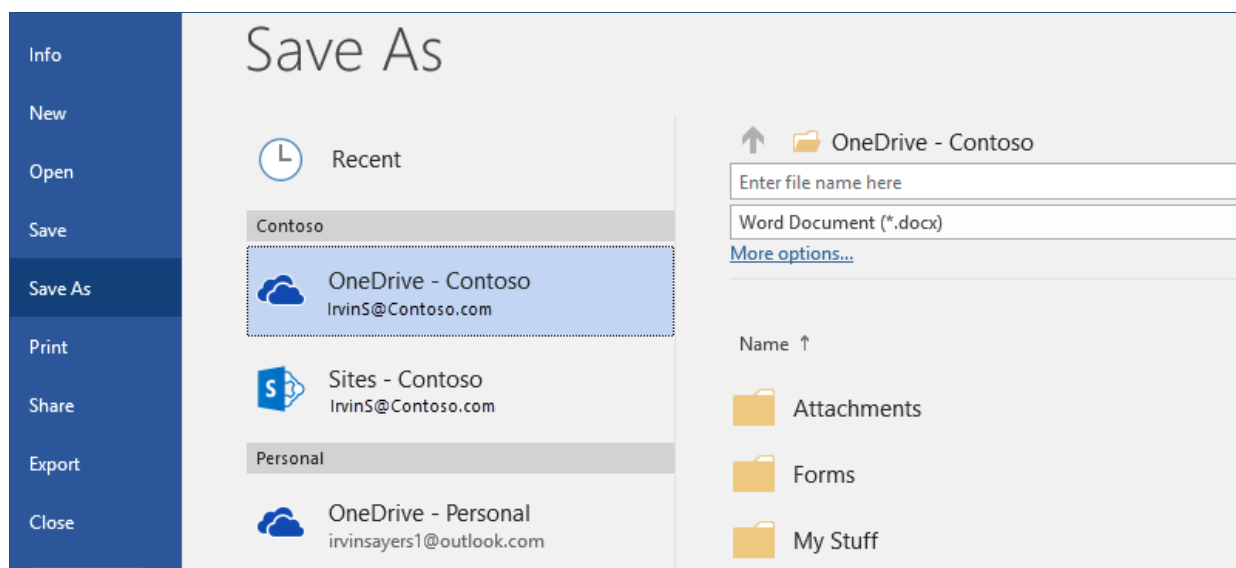 Info
New
Open
Save
Save As
Print
Share
Export
Close
Save As
Recent
Contoso
OneDrive - Contoso
IrvinS@Contoso.com
Sites - Contoso
IrvinS@Contoso.com
Personal
OneDrive - Personal
irvinsayers1@outlook.com
OneDrive - Contoso
Enter file name here
Word Document (*.docx)
More options...
Name ↑
Attachments
Forms
My Stuff